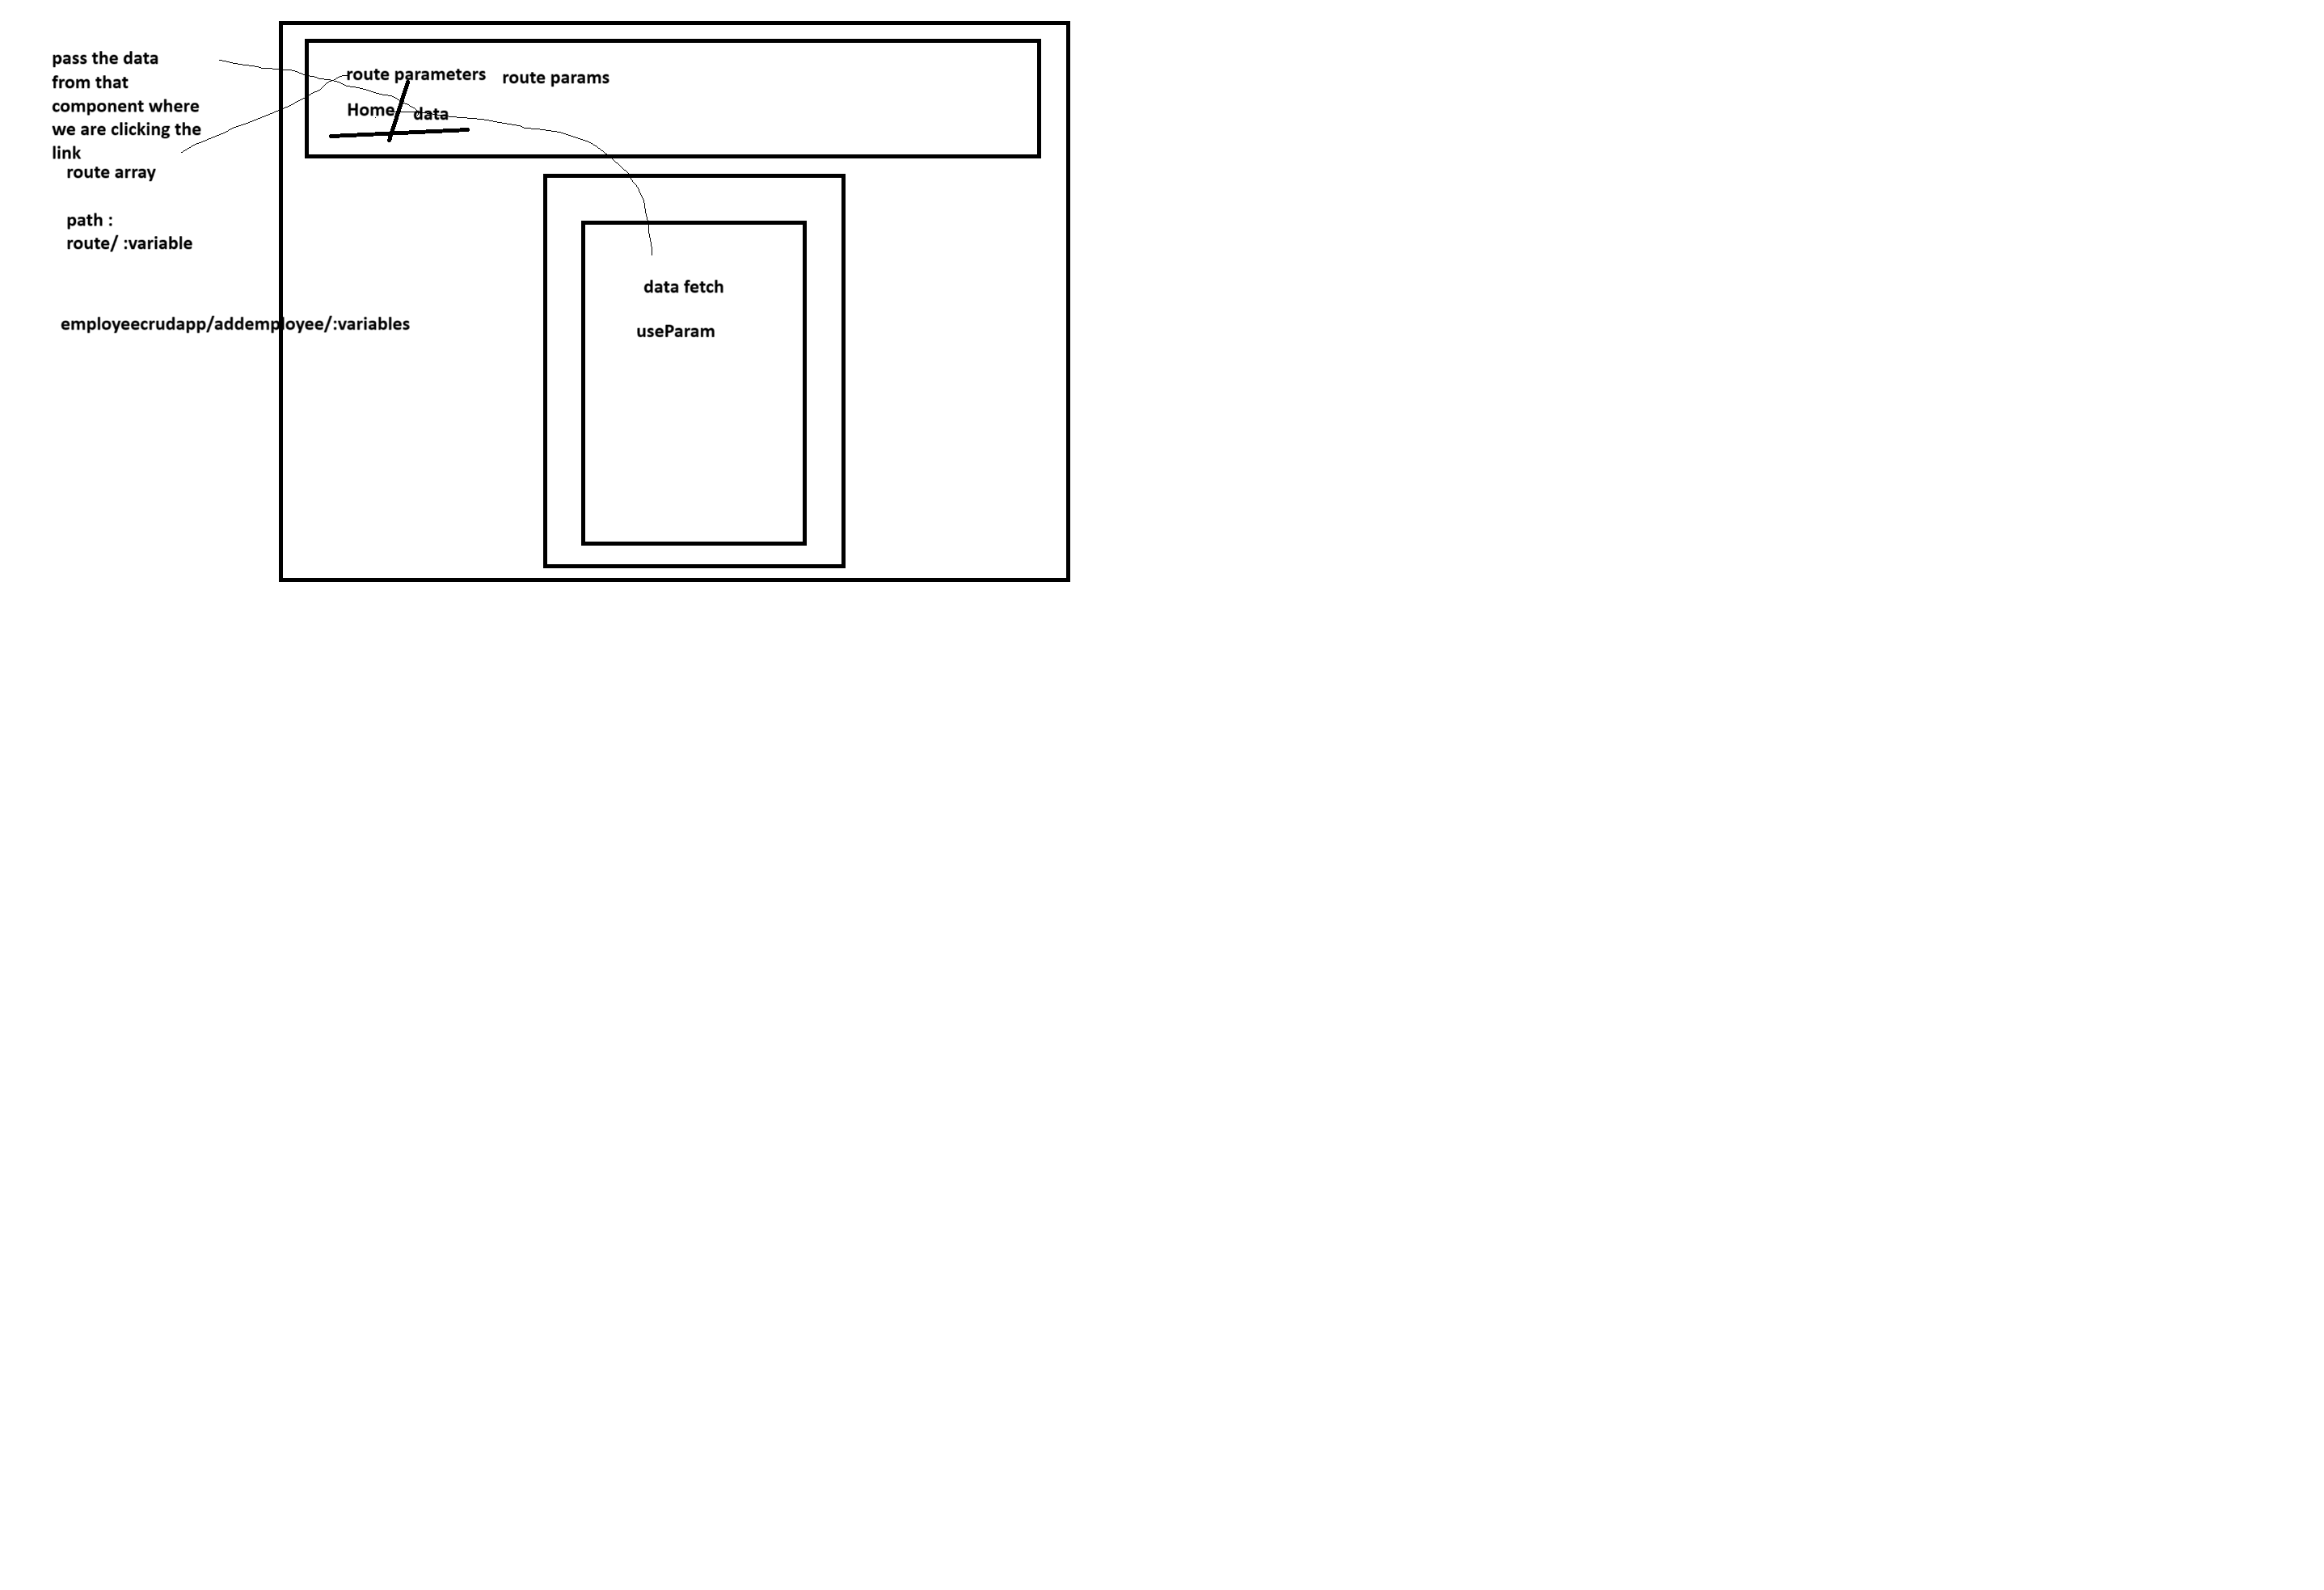 pass the data
from that
component where
we are clicking the
link
route array
path :
route/ :variable
employeecrudapp/addemployee/:variables
route parameters route params
Home data
data fetch
useParam